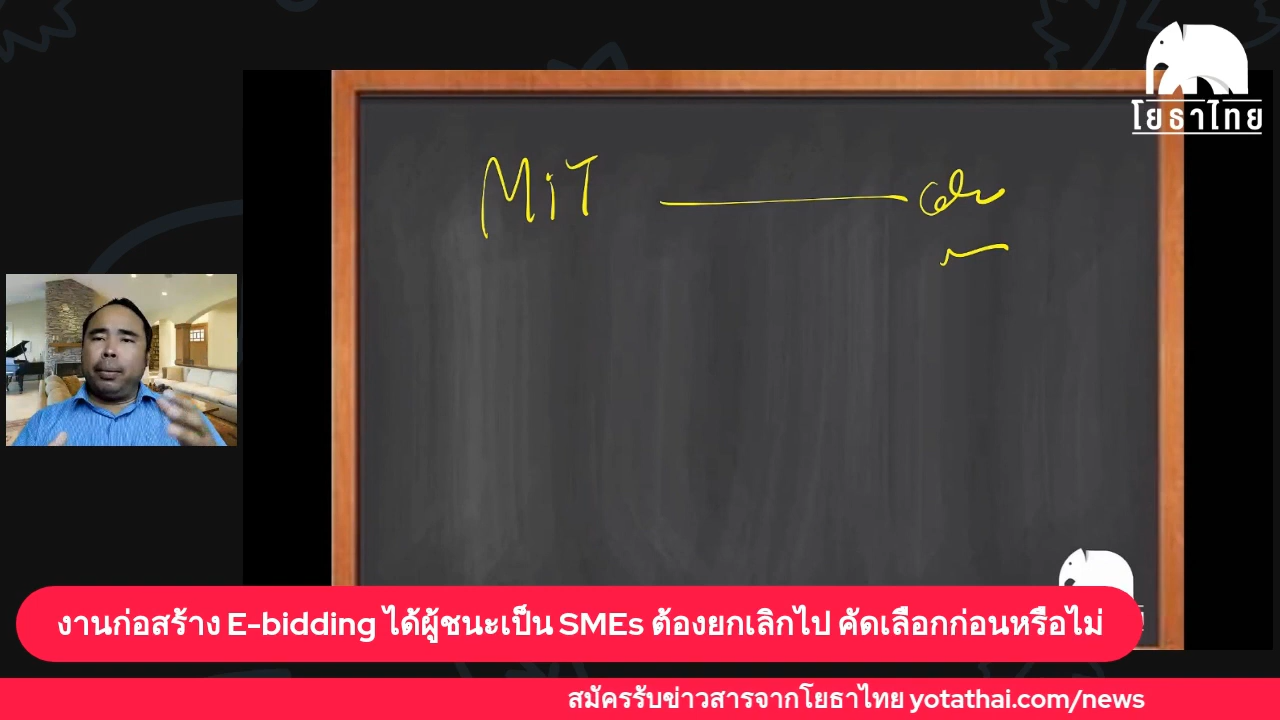 โยธาไทย
MiT
งานก่อสร้าง E-bidding ได้ผู้ชนะเป็น SMEs ต้องยกเลิกไป คัดเลือกก่อนหรือไม่
สมัครรับข่าวสารจากโยธาไทย yotathai.com/news